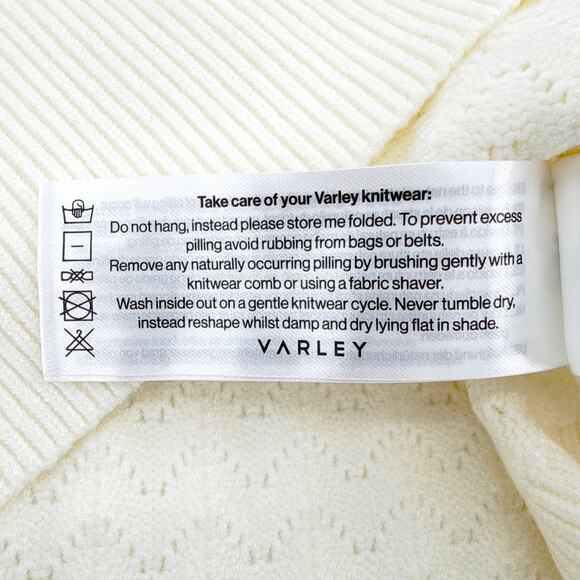 Take care of your Varley knitwear:
Do not hang, instead please store me folded. To prevent excess
pilling avoid rubbing from bags or belts.
Remove any naturally occurring pilling by brushing gently with a
knitwear comb or using a fabric shaver.
Wash inside out on a gentle knitwear cycle. Never tumble dry,
instead reshape whilst damp and dry lying flat in shade.
VARLEY